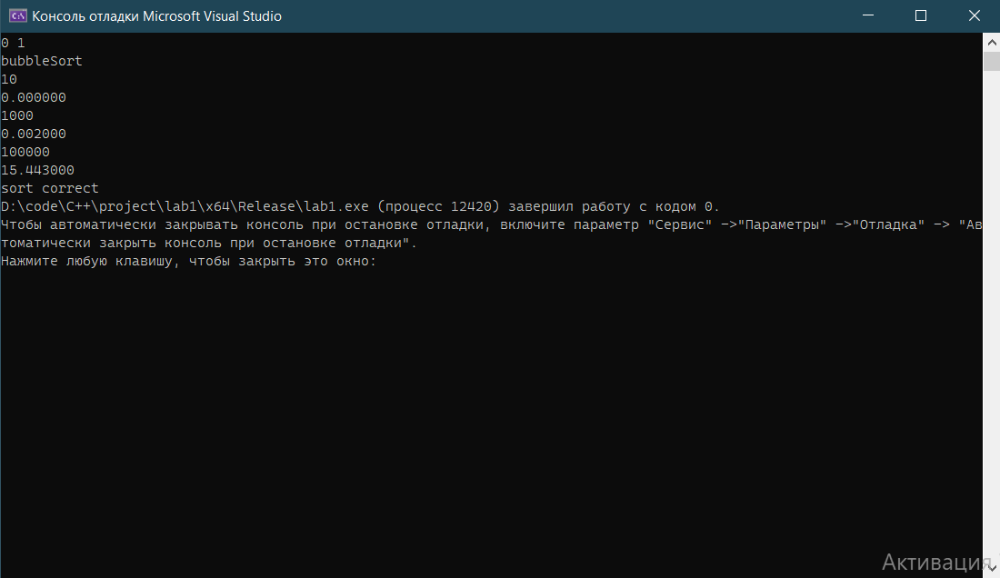 Консоль отладки Microsoft Visual Studio
0 1
bubbleSort
10
0.000000
1000
0.002000
100000
15.443000
sort correct
D:\code\C++\project\lab1\x64\Release\lab1.exe (процесс 12420) завершил работу с кодом 0.
Чтобы автоматически закрывать консоль при остановке отладки, включите параметр "Сервис" ->"Параметры" ->"Отладка" -> "Ав
томатически закрыть консоль при остановке отладки".
Нажмите любую клавишу, чтобы закрыть это окно:
Активация